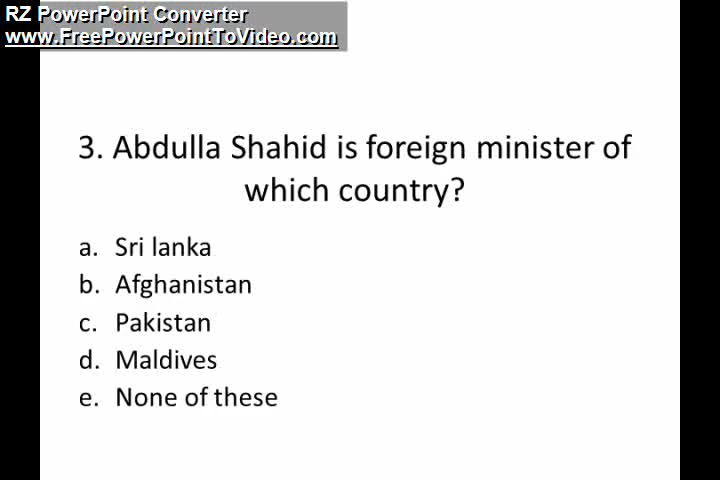 RZ PowerPoint Converter
www.FreePowerPointToVideo.com
3. Abdulla Shahid is foreign minister of
which country?
a. Sri lanka
b. Afghanistan
c. Pakistan
d. Maldives
e. None of these